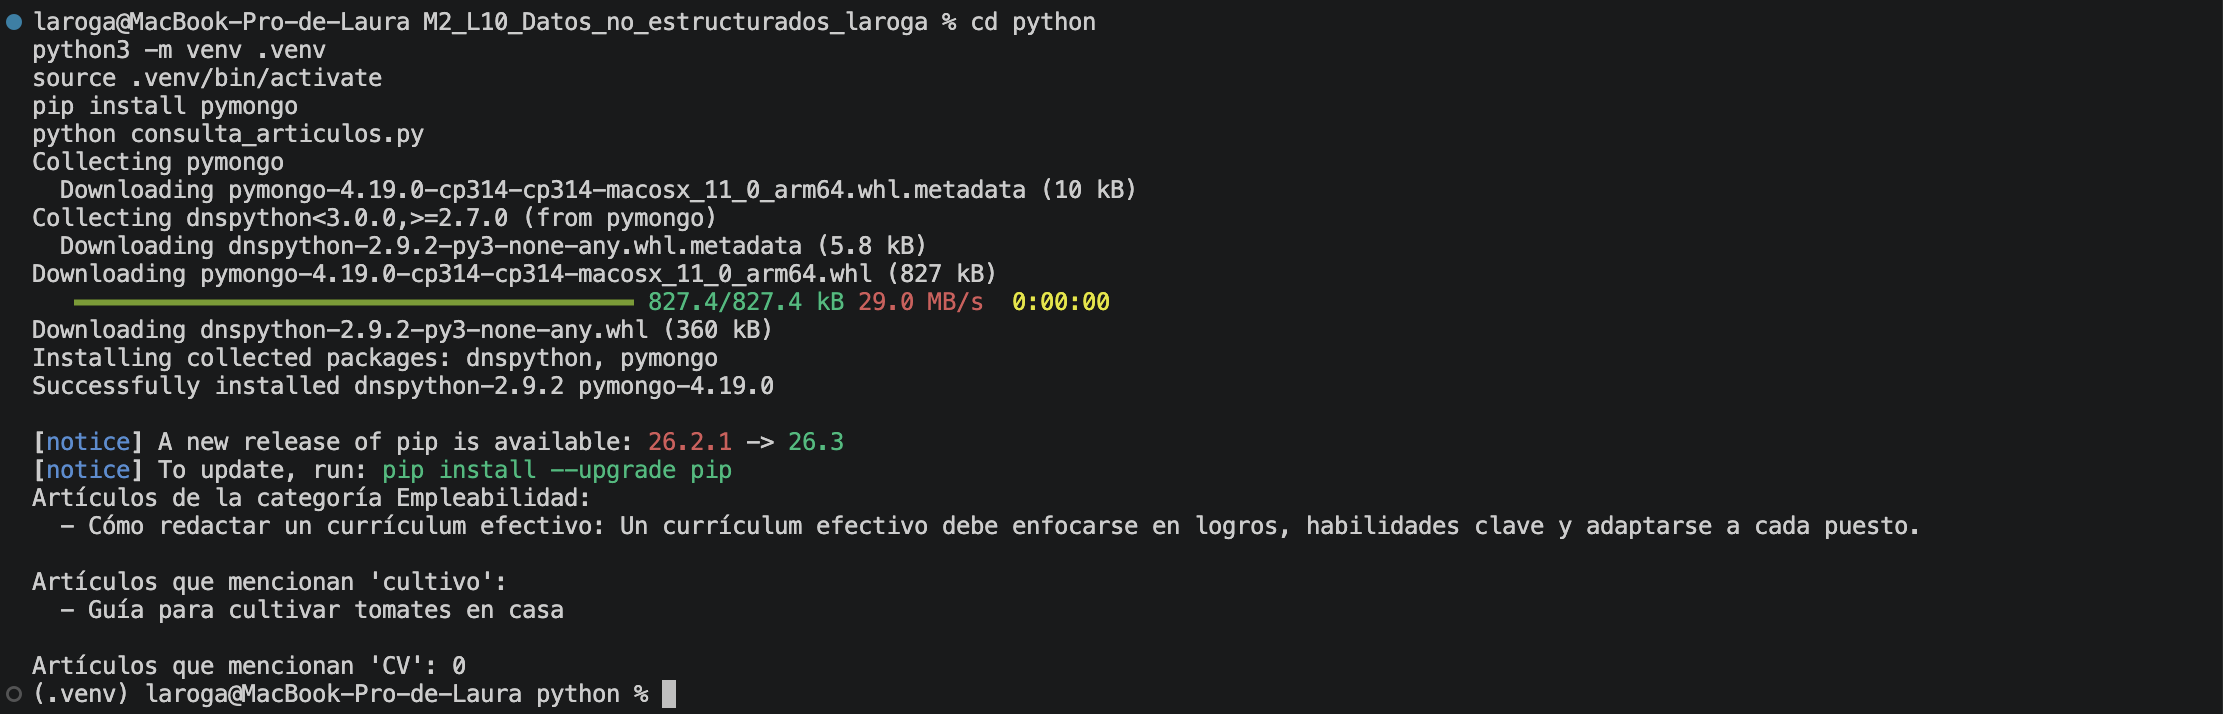 laroga@MacBook-Pro-de-Laura M2_L10_Datos_no_estructurados_laroga % cd python
python3 -m venv .venv
source .venv/bin/activate
pip install pymongo
python consulta_articulos.py
Collecting pymongo
  Downloading pymongo-4.19.0-cp314-cp314-macosx_11_0_arm64.whl.metadata (10 kB)
Collecting dnspython<3.0.0,>=2.7.0 (from pymongo)
  Downloading dnspython-2.9.2-py3-none-any.whl.metadata (5.8 kB)
Downloading pymongo-4.19.0-cp314-cp314-macosx_11_0_arm64.whl (827 kB)
827.4/827.4 kB 29.0 MB/s  0:00:00
Downloading dnspython-2.9.2-py3-none-any.whl (360 kB)
Installing collected packages: dnspython, pymongo
Successfully installed dnspython-2.9.2 pymongo-4.19.0

[notice] A new release of pip is available: 26.2.1 -> 26.3
[notice] To update, run: pip install --upgrade pip
Artículos de la categoría Empleabilidad:
  - Cómo redactar un currículum efectivo: Un currículum efectivo debe enfocarse en logros, habilidades clave y adaptarse a cada puesto.

Artículos que mencionan 'cultivo':
  - Guía para cultivar tomates en casa

Artículos que mencionan 'CV': 0
(.venv) laroga@MacBook-Pro-de-Laura python %